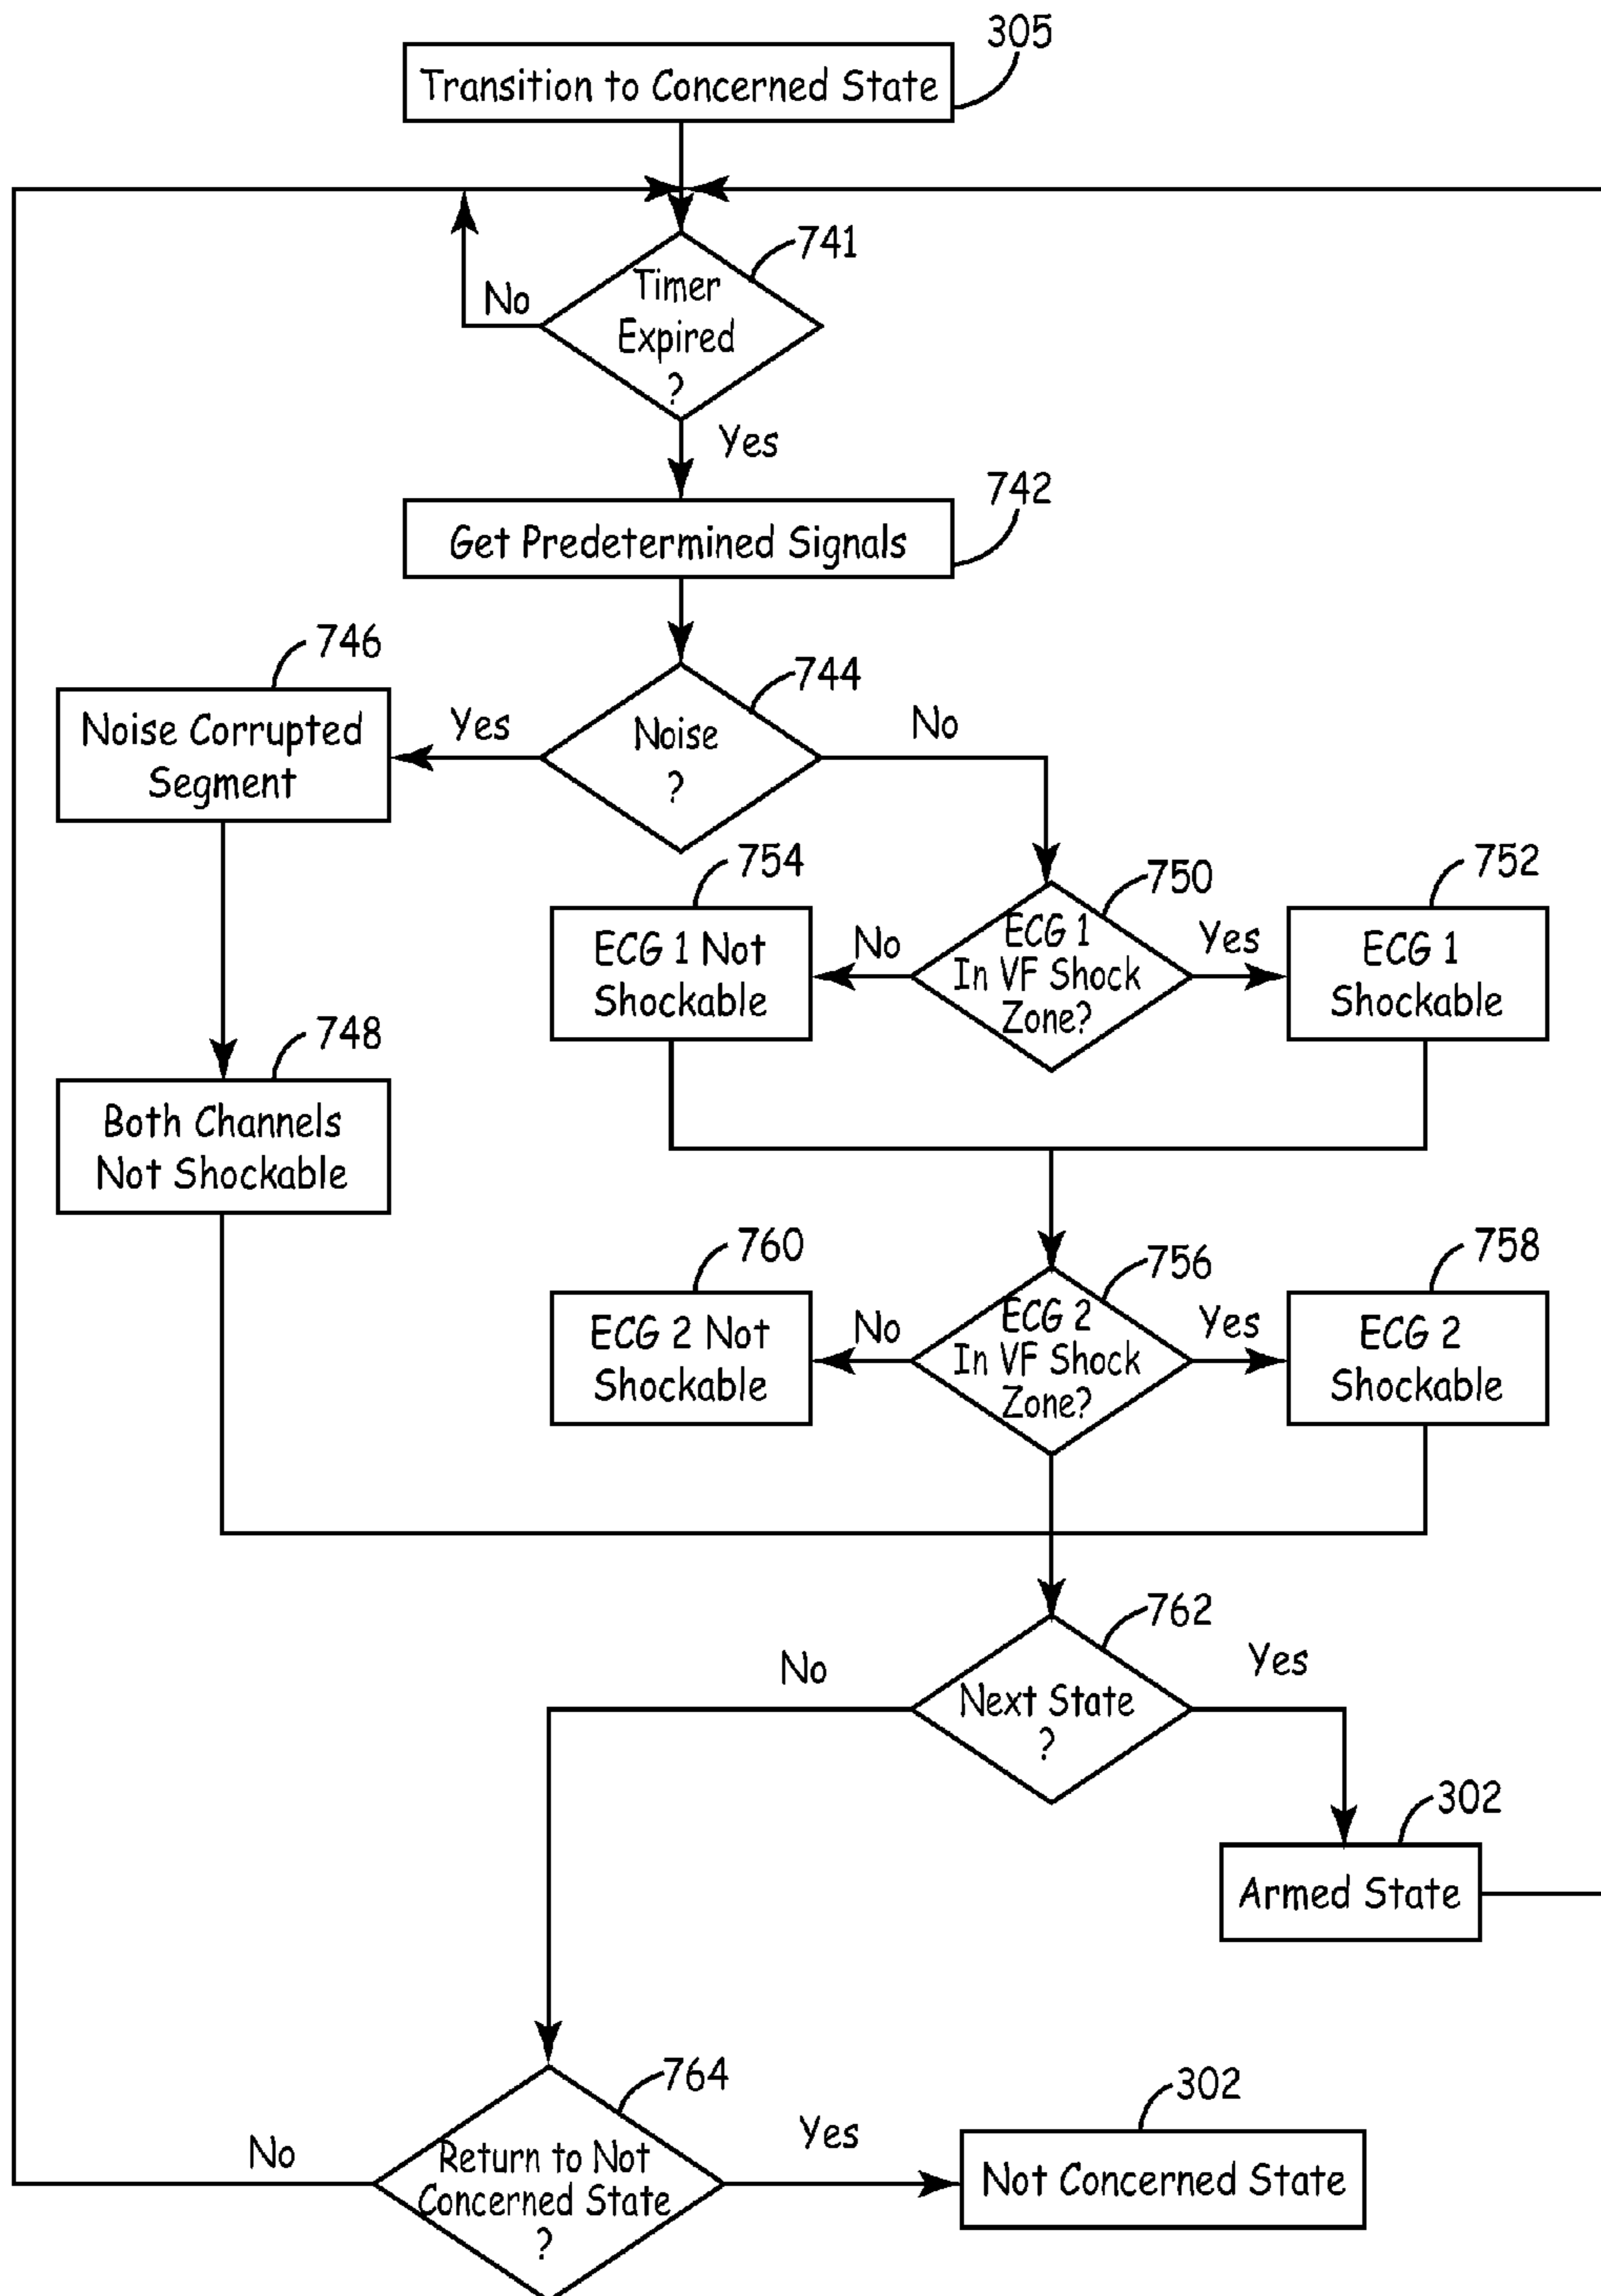 305
Transition to Concerned State
741
Timer
Expired
?
No
Yes
742
Get Predetermined Signals
746
744
Noise Corrupted
Segment
Yes
Noise
?
No
754
750
752
ECG 1 Not
Shockable
No
ECG 1
In VF Shock
Zone?
Yes
ECG 1
Shockable
748
Both Channels
Not Shockable
760
756
758
ECG 2 Not
Shockable
No
ECG 2
In VF Shock
Zone?
Yes
ECG 2
Shockable
762
No
Next State
?
Yes
302
Armed State
764
302
No
Return to Not
Concerned State
?
Yes
Not Concerned State